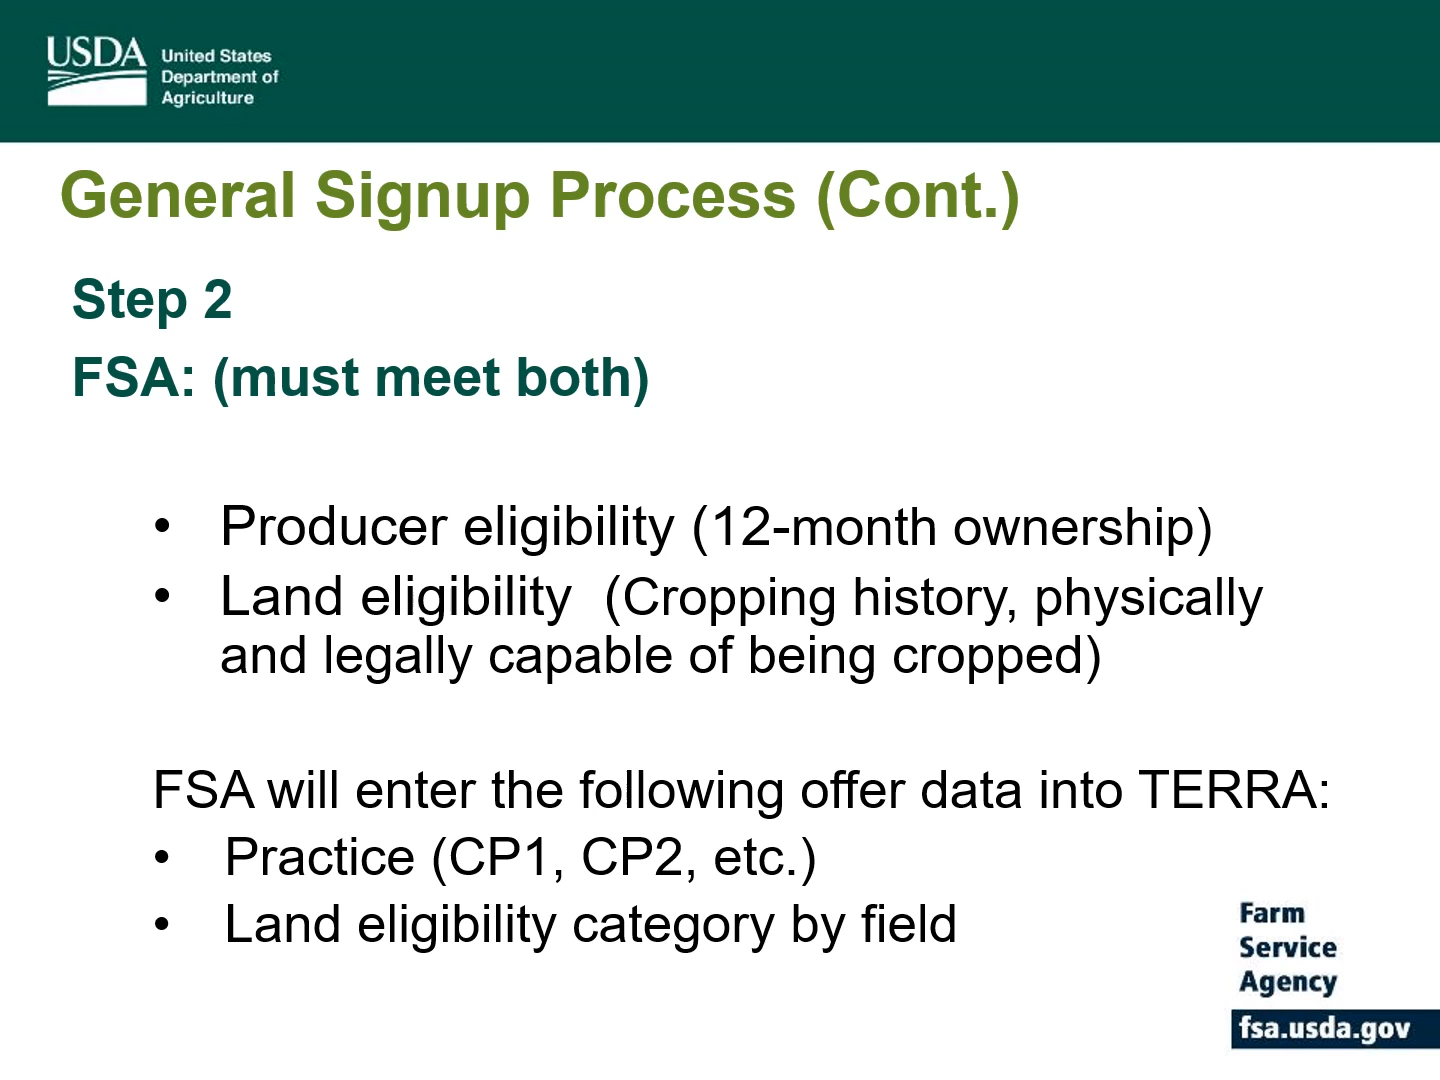 USDA
United States
Department of
Agriculture
General Signup Process (Cont.)
Step 2
FSA: (must meet both)
• Producer eligibility (12-month ownership)
• Land eligibility  (Cropping history, physically
and legally capable of being cropped)
FSA will enter the following offer data into TERRA:
• Practice (CP1, CP2, etc.)
• Land eligibility category by field
Farm
Service
Agency
fsa.usda.gov